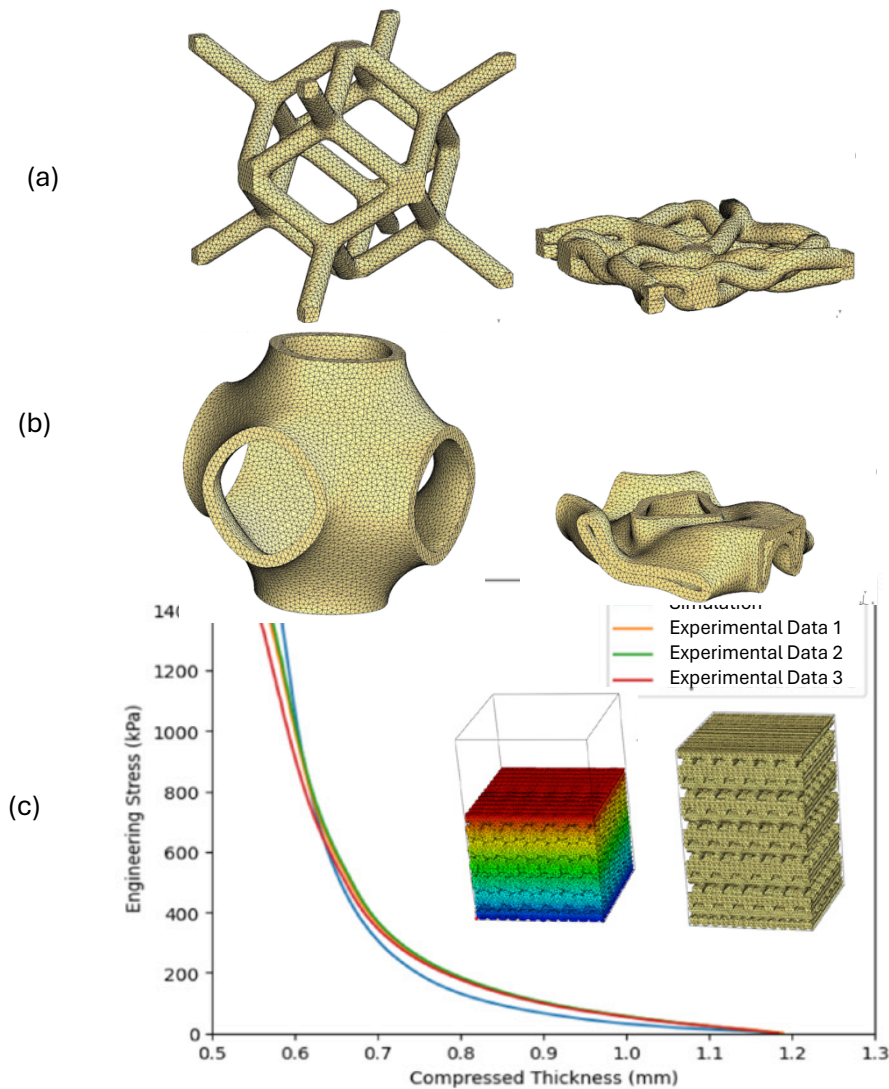 (a)
(b)
(c)
Simulation
Experimental Data 1
Experimental Data 2
Experimental Data 3
1200
1000
800
600
400
200
0
Engineering Stress (kPa)
0.5 0.6 0.7 0.8 0.9 1.0 1.1 1.2 1.3
Compressed Thickness (mm)